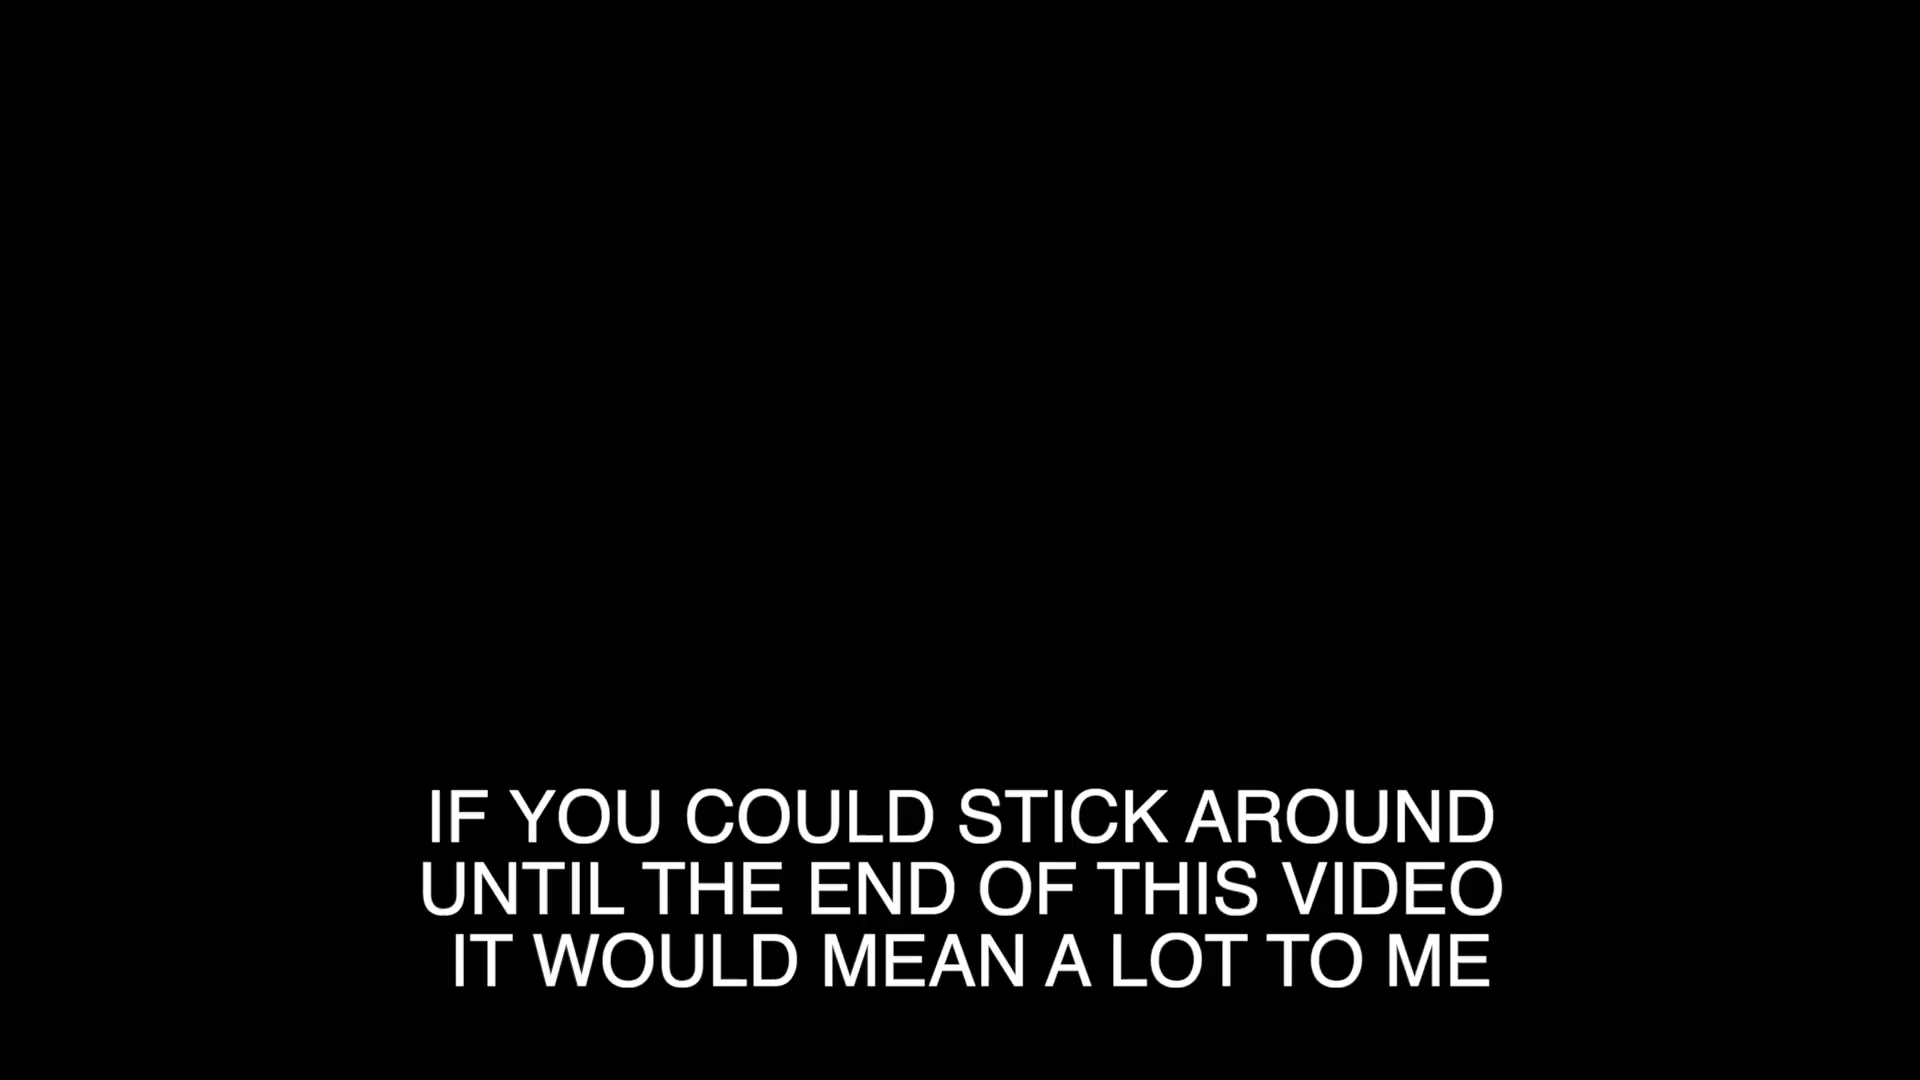 IF YOU COULD STICK AROUND
UNTIL THE END OF THIS VIDEO
IT WOULD MEAN A LOT TO ME